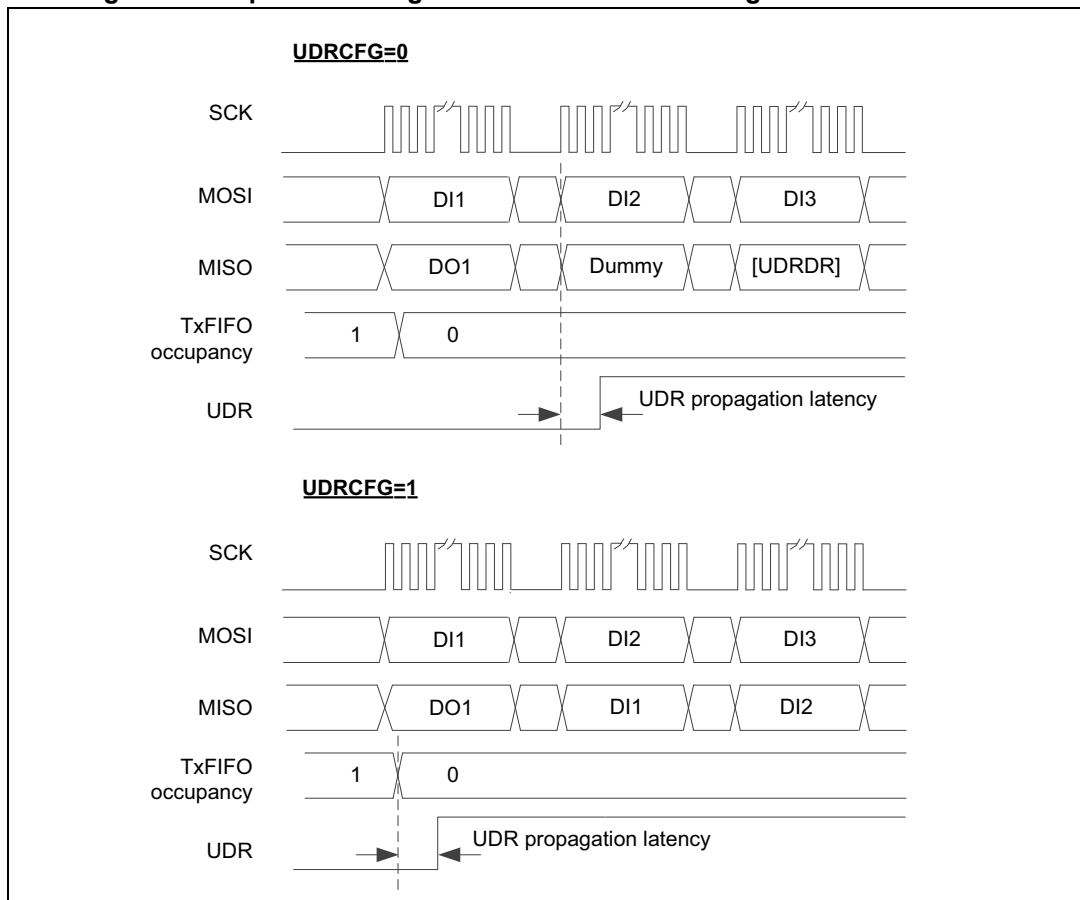 UDRCFG=0
SCK
MOSI
DI1 DI2 DI3
MISO
DO1 Dummy [UDRDR]
TxFIFO
occupancy
1 0
UDR
UDR propagation latency
UDRCFG=1
SCK
MOSI
DI1 DI2 DI3
MISO
DO1 DI1 DI2
TxFIFO
occupancy
1 0
UDR
UDR propagation latency